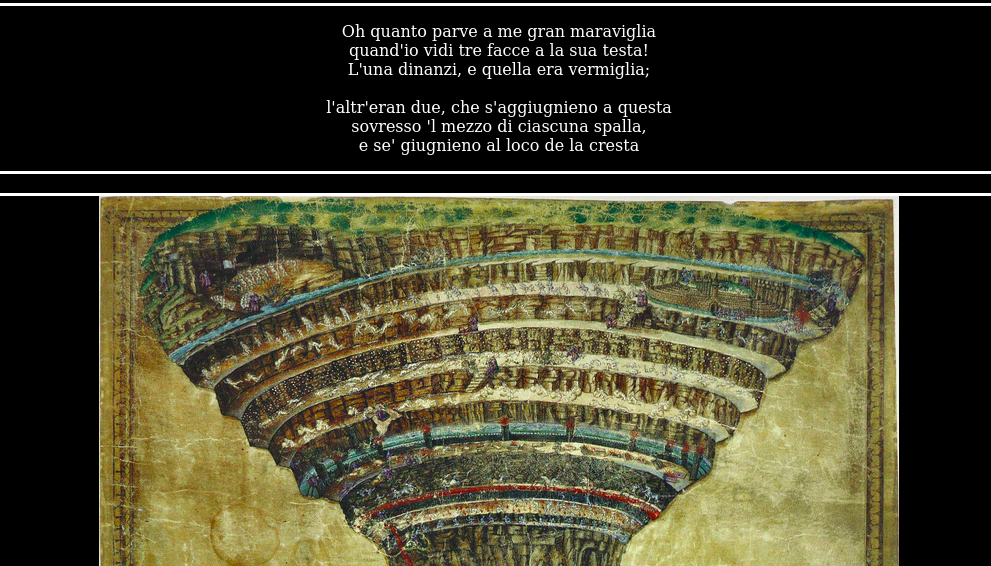 Oh quanto parve a me gran maraviglia
quand'io vidi tre facce a la sua testa!
L'una dinanzi, e quella era vermiglia;
l'altr'eran due, che s'aggiugnieno a questa
sovresso 'l mezzo di ciascuna spalla,
e se' giugnieno al loco de la cresta